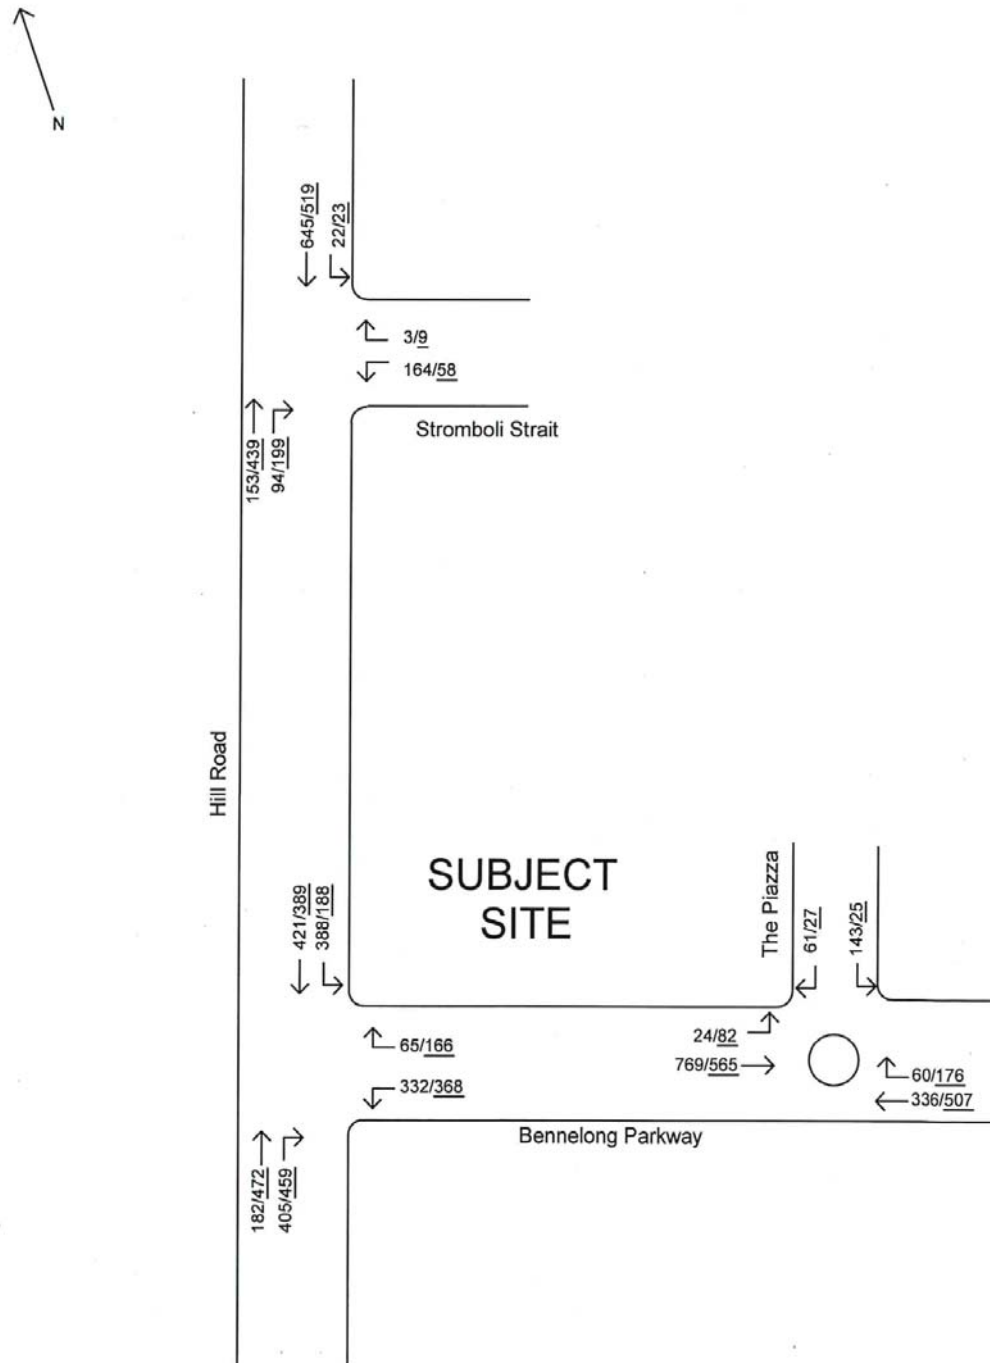 N
645/519
22/23
3/9
164/58
Stromboli Strait
153/439
94/199
Hill Road
SUBJECT
SITE
The Piazza
421/389
388/188
61/27
143/25
65/166
24/82
769/565
332/368
60/176
336/507
Bennelong Parkway
182/472
405/459